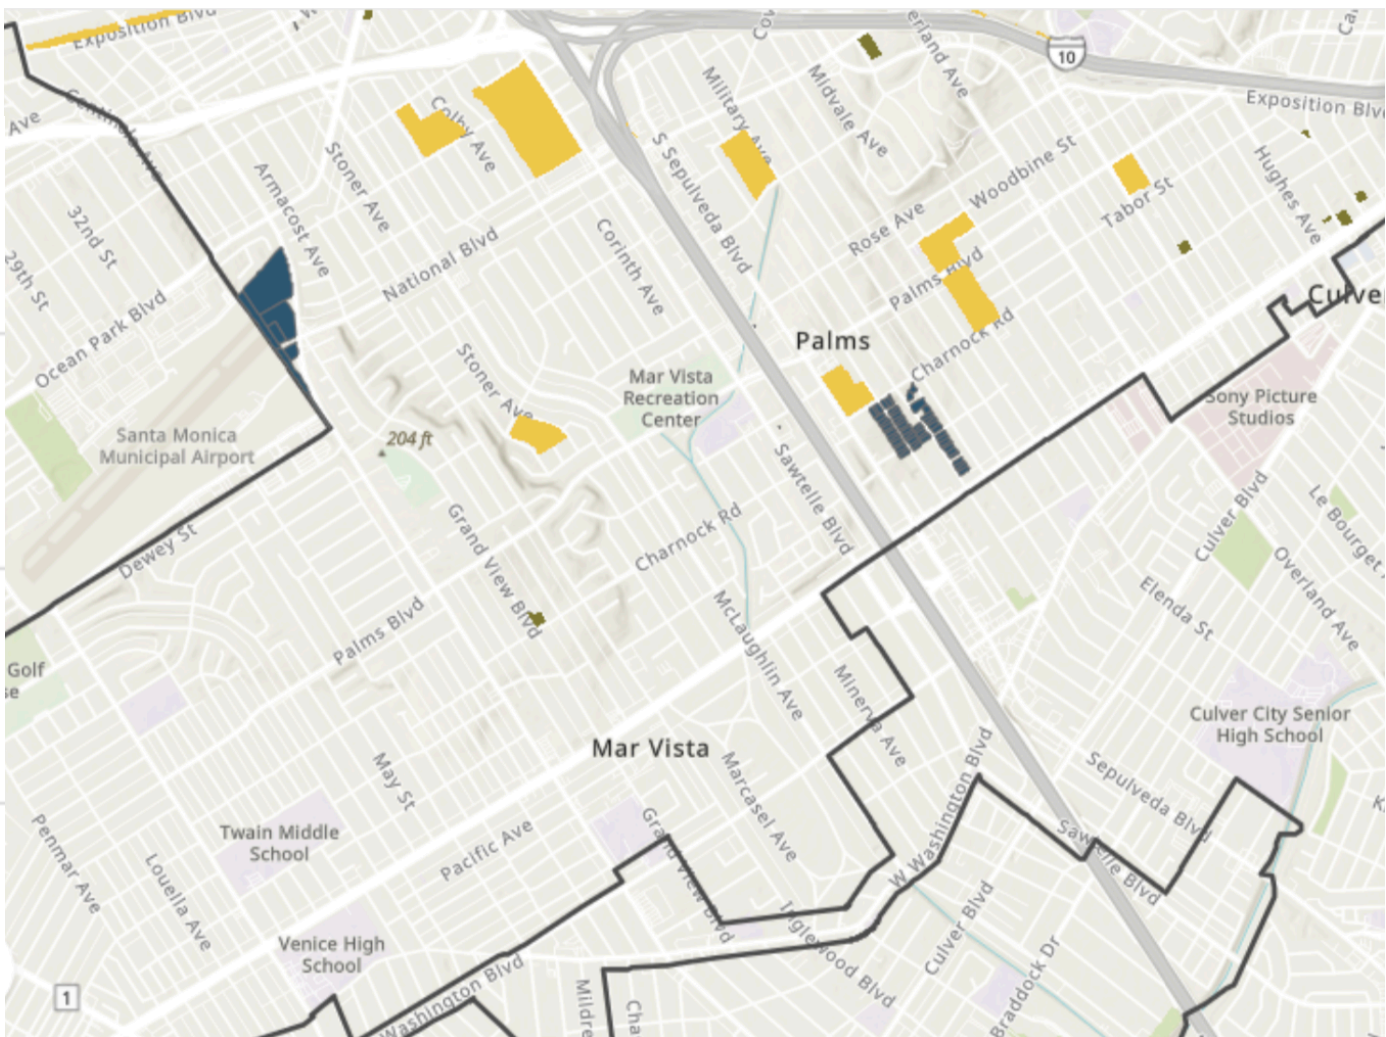 Exposition Blvd
10
Exposition Blvd
Centinela Ave
Ave
Colby Ave
Stoner Ave
Armacost Ave
Military Ave
Midvale Ave
erland Ave
S Sepulveda Blvd
Woodbine St
Hughes Ave
Tabor St
Rose Ave
32nd St
29th St
National Blvd
Corinth Ave
Palms Blvd
Ocean Park Blvd
Culver
Palms
Charnock Rd
Stoner Ave
Mar Vista
Recreation
Center
Sony Picture
Studios
Santa Monica
Municipal Airport
204 ft
Sawtelle Blvd
Culver Blvd
Le Bourget
Dewey St
Grand View Blvd
Charnock Rd
Overland Ave
Elenda St
Palms Blvd
McLaughlin Ave
Golf
se
Minerva Ave
Culver City Senior
High School
Mar Vista
May St
Marcasel Ave
W Washington Blvd
Sepulveda Blvd
Twain Middle
School
Penmar Ave
Louella Ave
Pacific Ave
Grand View Blvd
Sawtelle Blvd
Inglewood Blvd
Culver Blvd
Braddock Dr
Venice High
School
Washington Blvd
Mildre
Cha
1